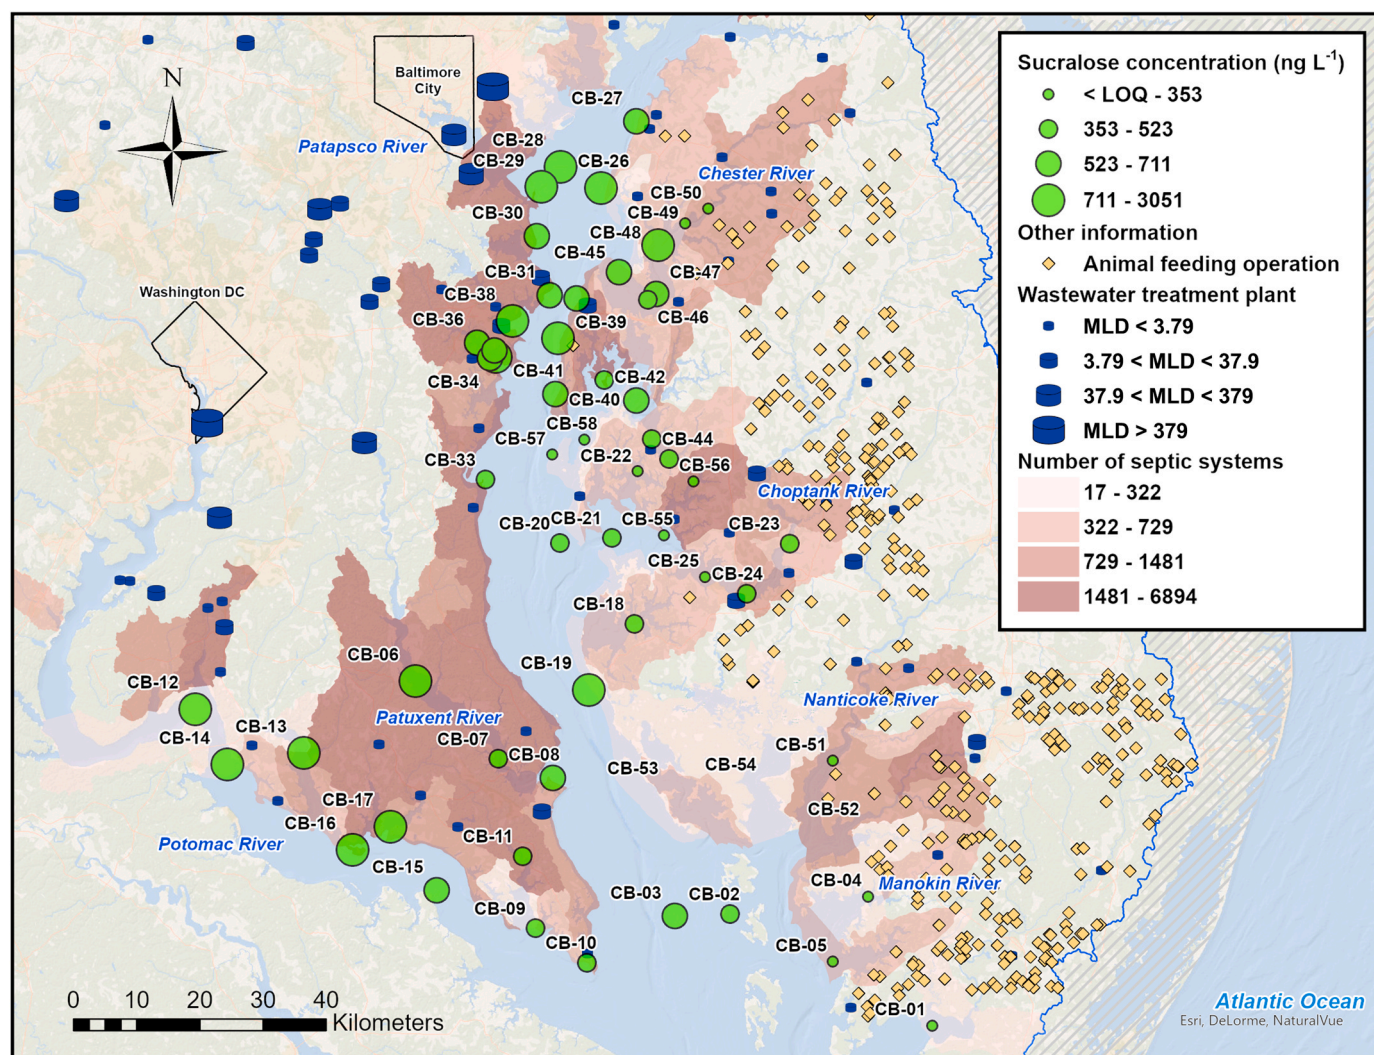 N
Baltimore
City
Patapsco River
Washington DC
CB-27
CB-28
CB-29
CB-26
Chester River
CB-50
CB-49
CB-30
CB-48
CB-45
CB-31
CB-47
CB-38
CB-36
CB-39
CB-46
CB-34
CB-41
CB-42
CB-40
CB-58
CB-57
CB-44
CB-22
CB-33
CB-56
Choptank River
CB-20
CB-21
CB-55
CB-23
CB-25
CB-24
CB-18
CB-19
CB-06
CB-12
CB-14
CB-13
Patuxent River
CB-07
CB-08
CB-53
CB-54
Nanticoke River
CB-51
CB-52
CB-17
CB-16
CB-11
Potomac River
CB-15
CB-09
CB-10
CB-03
CB-02
CB-04
Manokin River
CB-05
CB-01
0 10 20 30 40
Kilometers
Atlantic Ocean
Esri, DeLorme, NaturalVue
Sucralose concentration (ng L-1)
< LOQ - 353
353 - 523
523 - 711
711 - 3051
Other information
Animal feeding operation
Wastewater treatment plant
MLD < 3.79
3.79 < MLD < 37.9
37.9 < MLD < 379
MLD > 379
Number of septic systems
17 - 322
322 - 729
729 - 1481
1481 - 6894